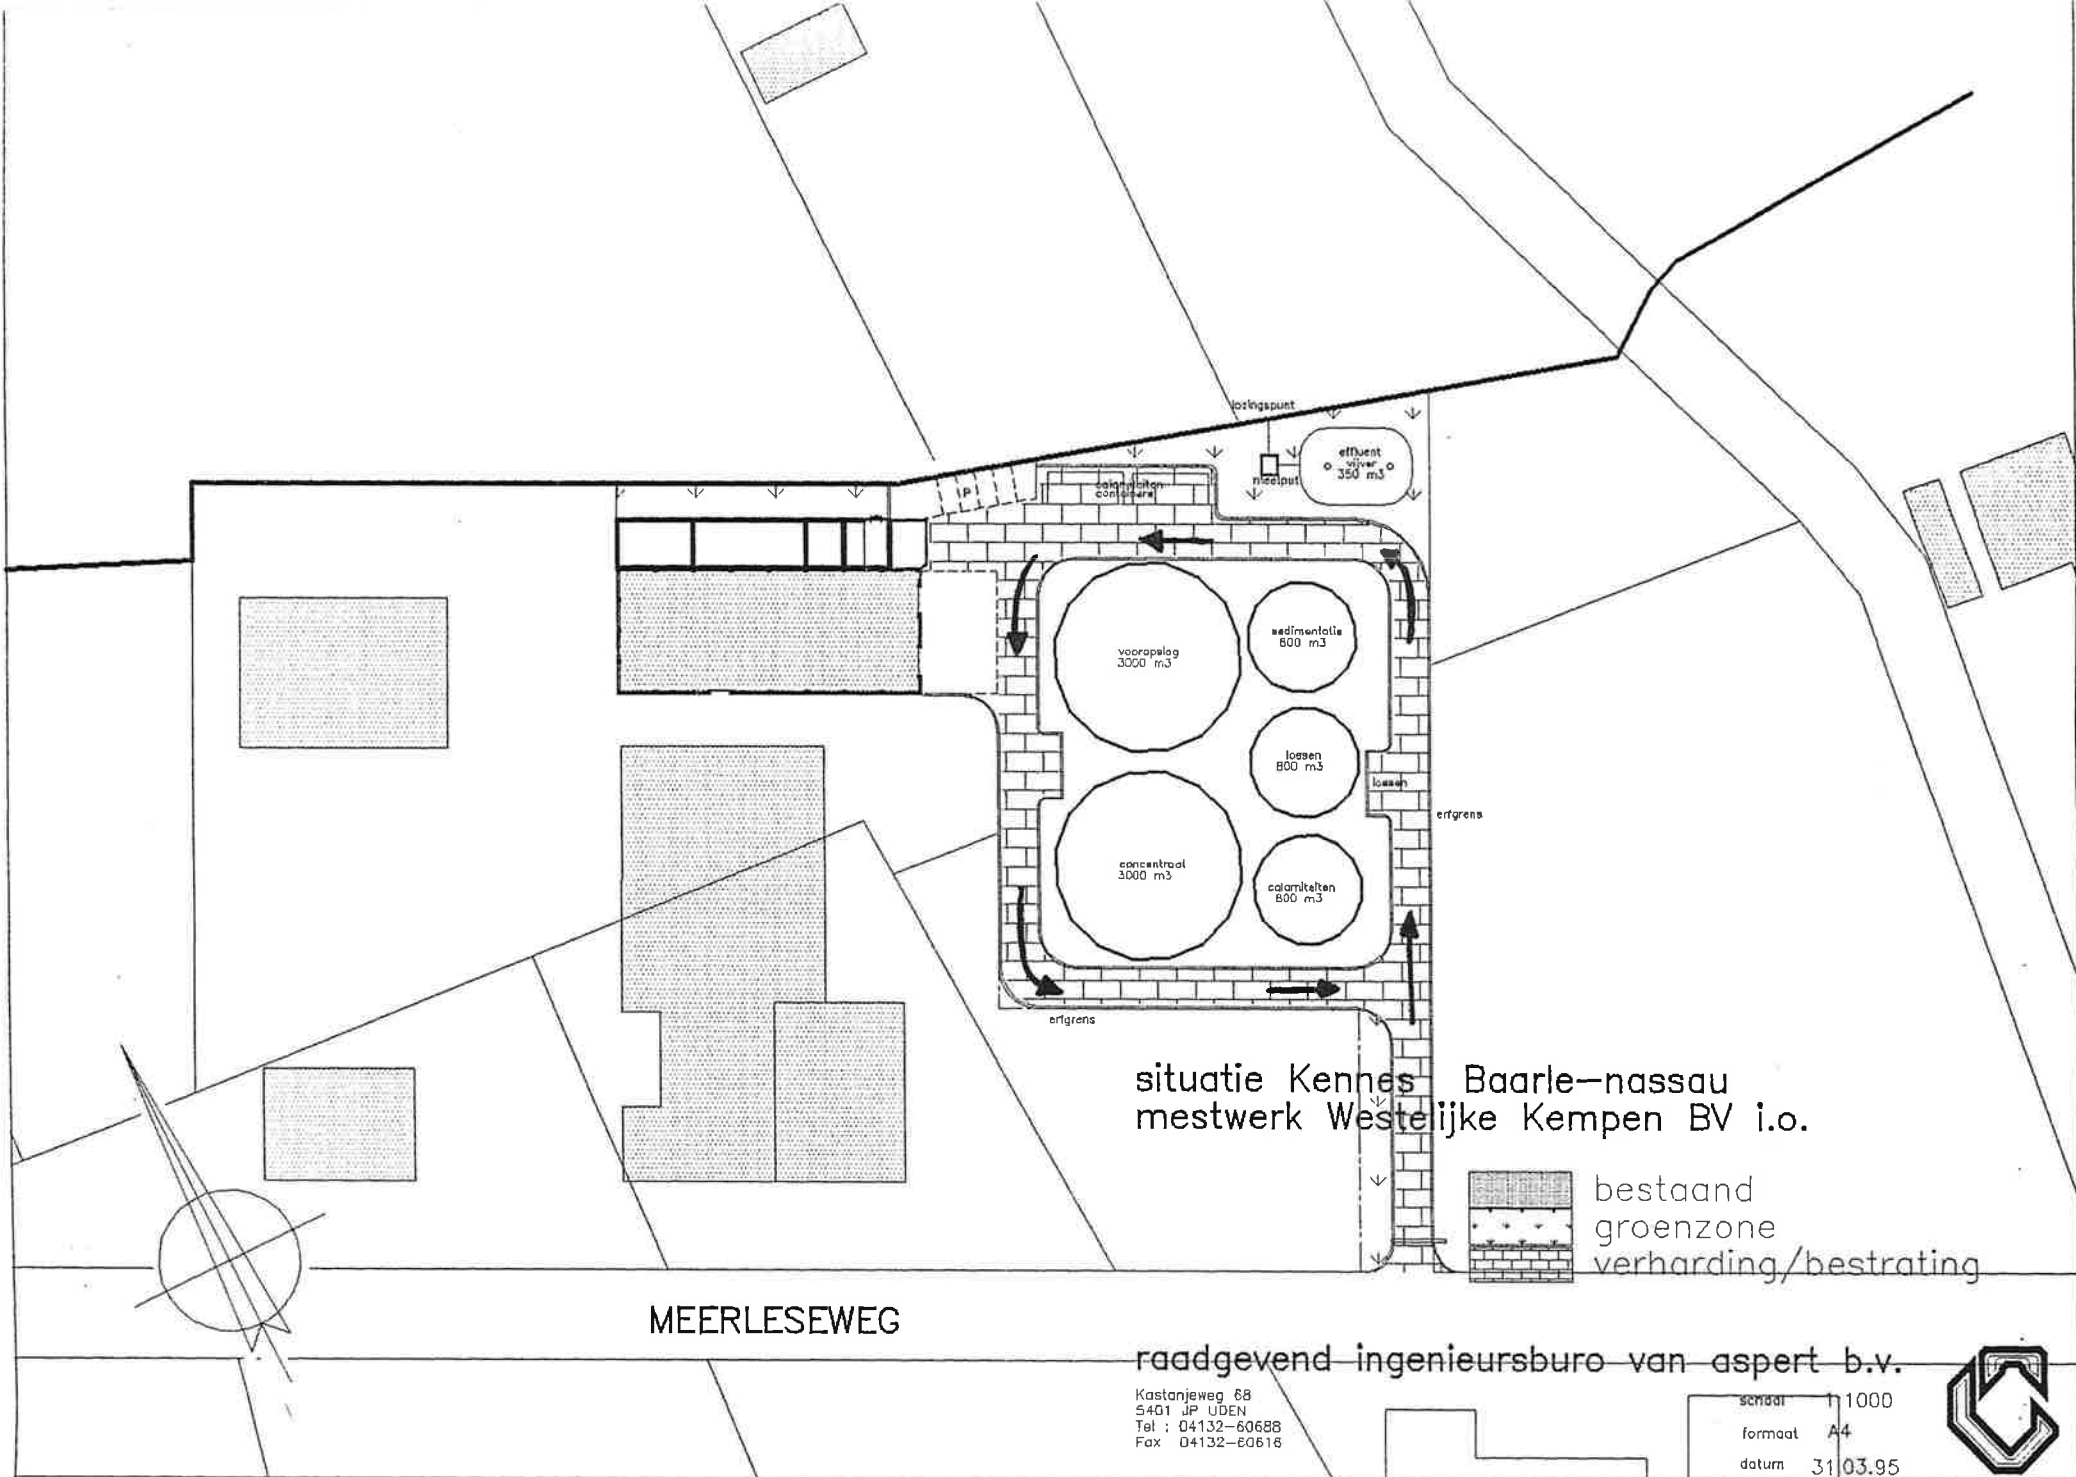 lozingspunt
effluent
vijver
350 m3
meetput
P
calamiteiten
containers
vooropslag
3000 m3
sedimentatie
800 m3
lossen
800 m3
lossen
erfgrens
concentraat
3000 m3
calamiteiten
800 m3
erfgrens
situatie Kennes Baarle-nassau
mestwerk Westelijke Kempen BV i.o.
bestaand
groenzone
verharding/bestrating
MEERLESEWEG
raadgevend ingenieursburo van aspert b.v.
Kastanjeweg 68
5401 JP UDEN
Tel : 04132-60688
Fax 04132-60616
schaal 1:1000
formaat A4
datum 31.03.95